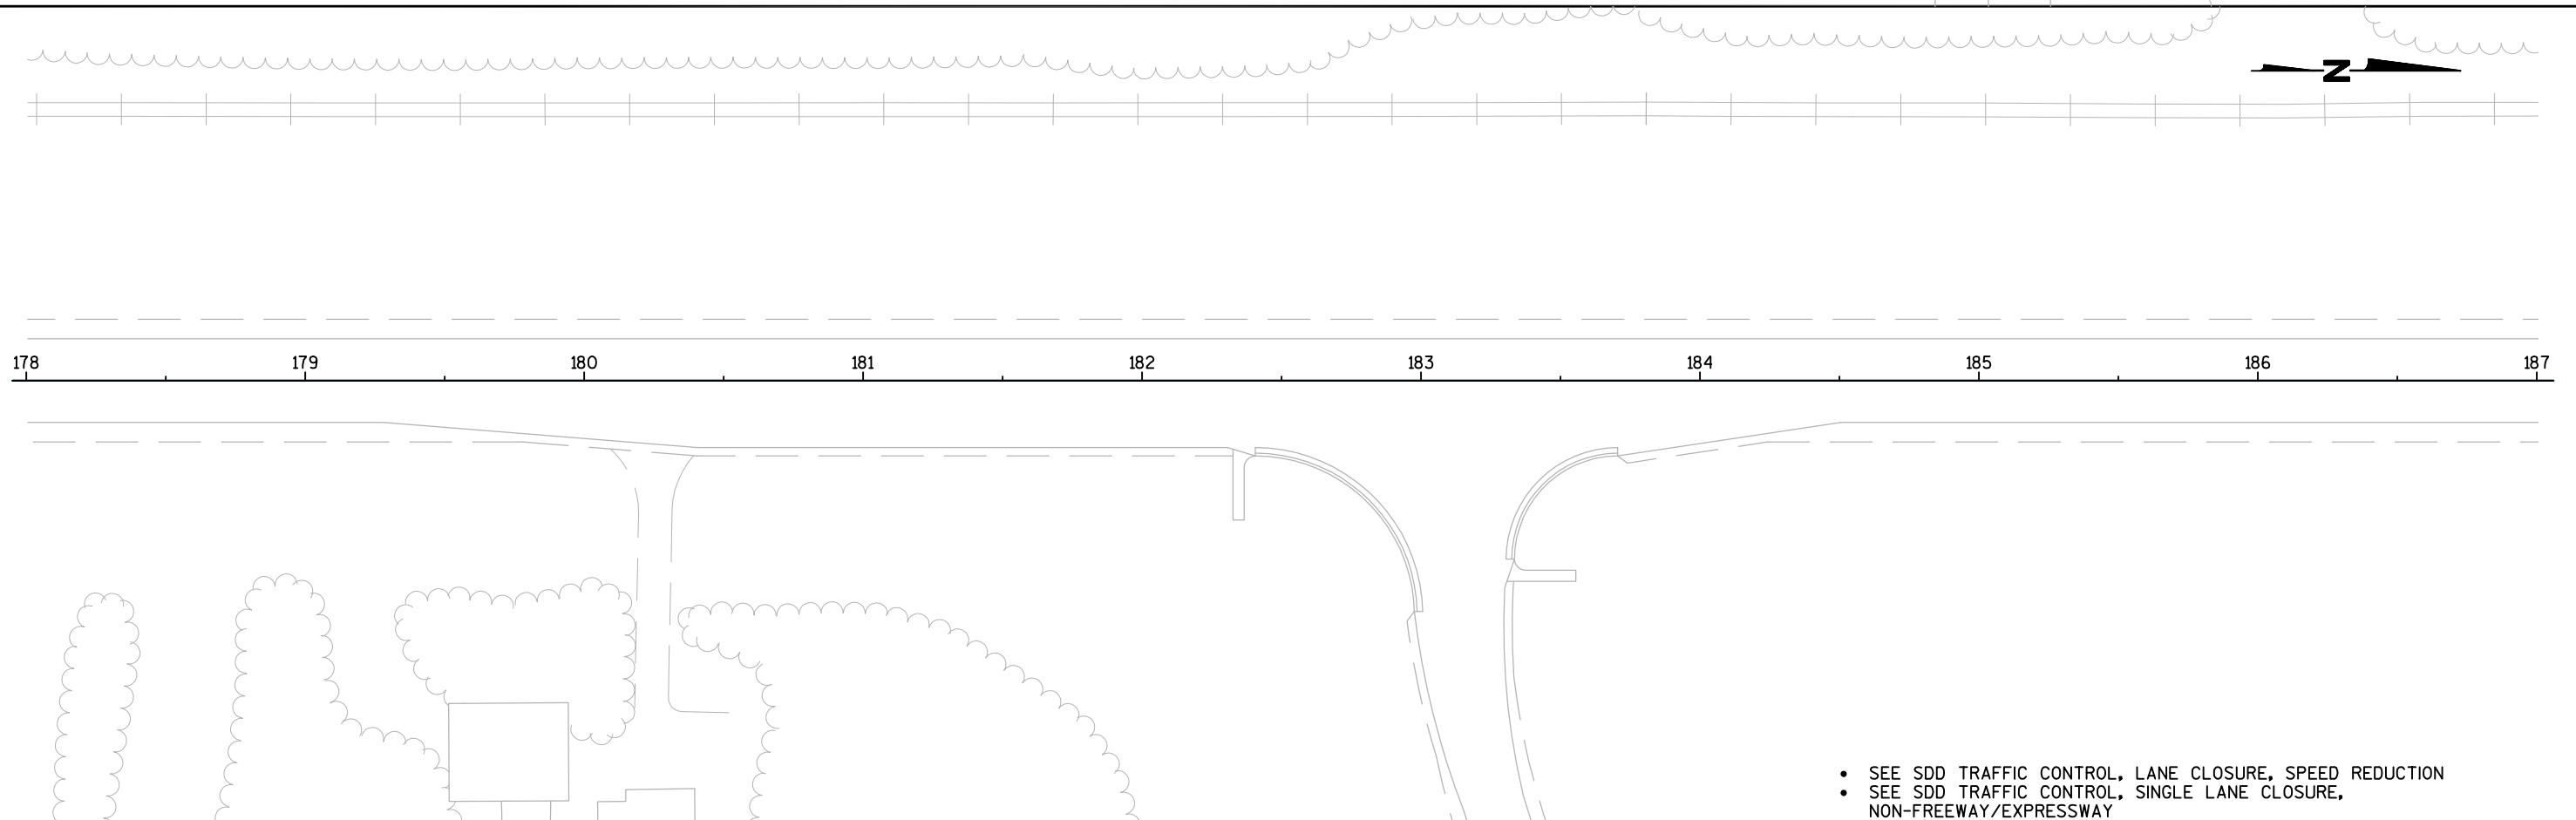 N
178 179 180 181 182 183 184 185 186 187
• SEE SDD TRAFFIC CONTROL, LANE CLOSURE, SPEED REDUCTION
• SEE SDD TRAFFIC CONTROL, SINGLE LANE CLOSURE,
NON-FREEWAY/EXPRESSWAY